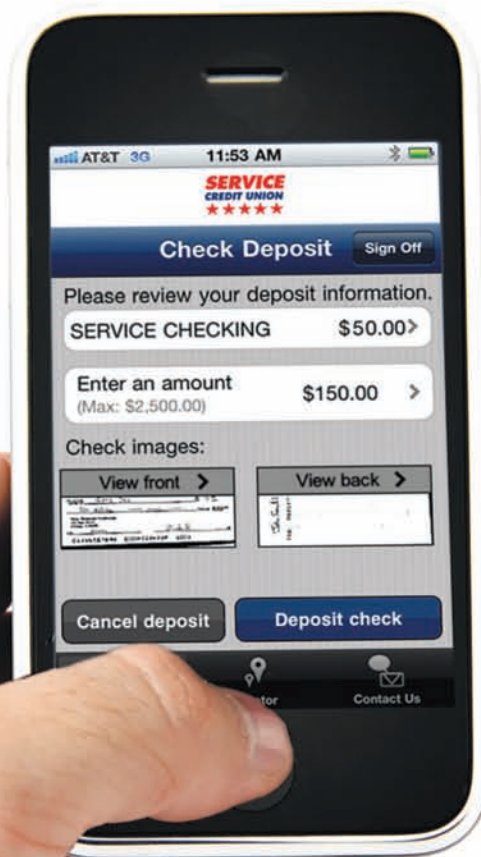 AT&T 3G 11:53 AM
SERVICE
CREDIT UNION
Check Deposit Sign Off
Please review your deposit information.
SERVICE CHECKING $50.00
Enter an amount $150.00
(Max: $2,500.00)
Check images:
View front View back
Cancel deposit Deposit check
Contact Us